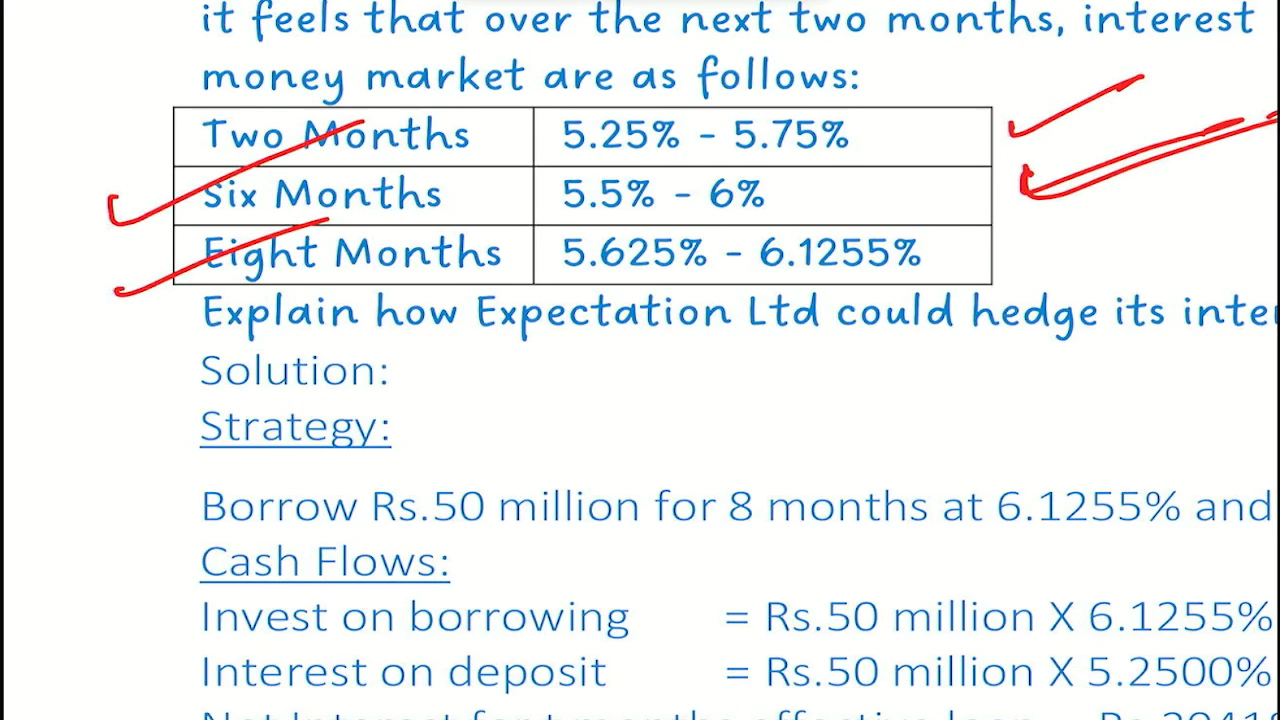 it feels that over the next two months, interest
money market are as follows:
Two Months 5.25% - 5.75%
Six Months 5.5% - 6%
Eight Months 5.625% - 6.1255%
Explain how Expectation Ltd could hedge its
Solution:
Strategy:
Borrow Rs.50 million for 8 months at 6.1255% and
Cash Flows:
Invest on borrowing = Rs.50 million X 6.1255%
Interest on deposit = Rs.50 million X 5.2500%